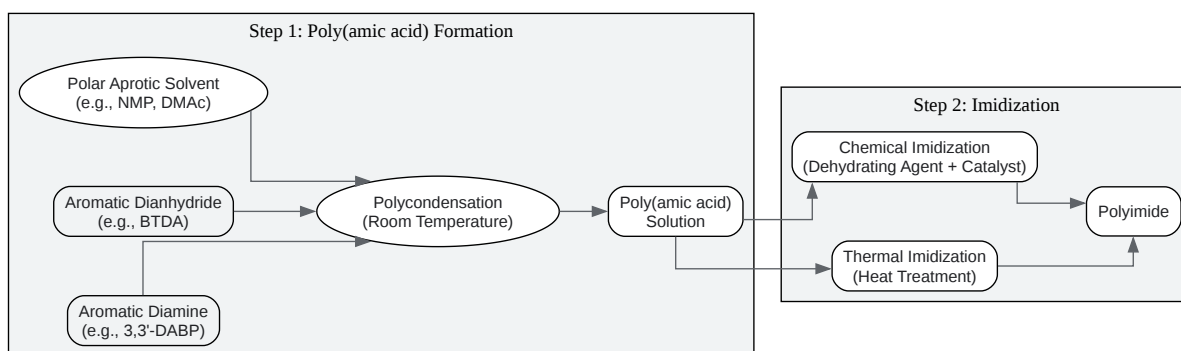 Step 1: Poly(amic acid) Formation
Polar Aprotic Solvent
(e.g., NMP, DMAc)
Aromatic Dianhydride
(e.g., BTDA)
Aromatic Diamine
(e.g., 3,3'-DABP)
Polycondensation
(Room Temperature)
Poly(amic acid)
Solution
Step 2: Imidization
Chemical Imidization
(Dehydrating Agent + Catalyst)
Thermal Imidization
(Heat Treatment)
Polyimide